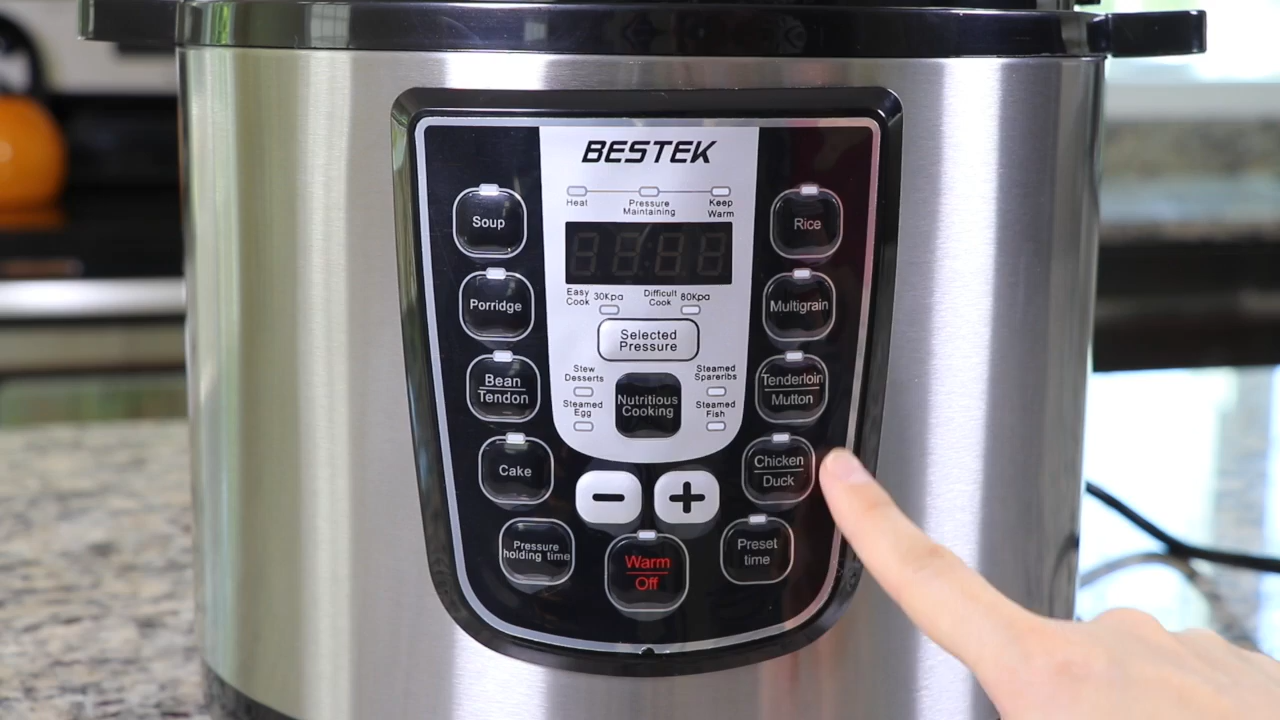 BESTEK
Heat
Pressure
Maintaining
Keep
Warm
Soup
Rice
Easy
Cook
30Kpa
Difficult
Cook
80Kpa
Porridge
Multigrain
Selected
Pressure
Stew
Desserts
Steamed
Spareribs
Bean
Tendon
Nutritious
Cooking
Tenderloin
Mutton
Steamed
Egg
Steamed
Fish
Cake
Chicken
Duck
−
+
Pressure
holding time
Warm
Off
Preset
time